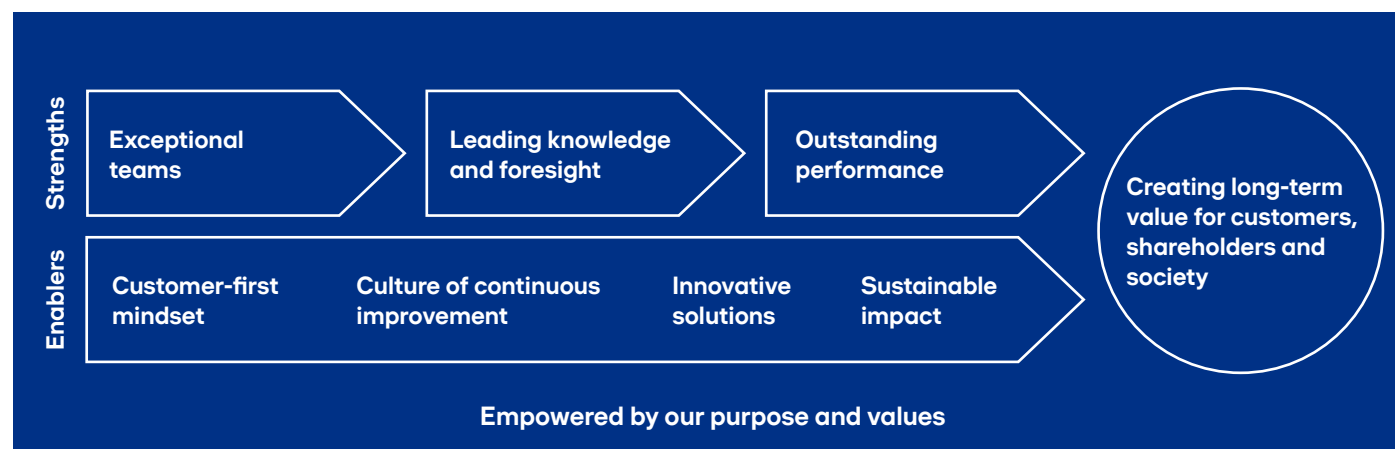 Strengths
Exceptional
teams
Leading knowledge
and foresight
Outstanding
performance
Enablers
Customer-first
mindset
Culture of continuous
improvement
Innovative
solutions
Sustainable
impact
Creating long-term
value for customers,
shareholders and
society
Empowered by our purpose and values